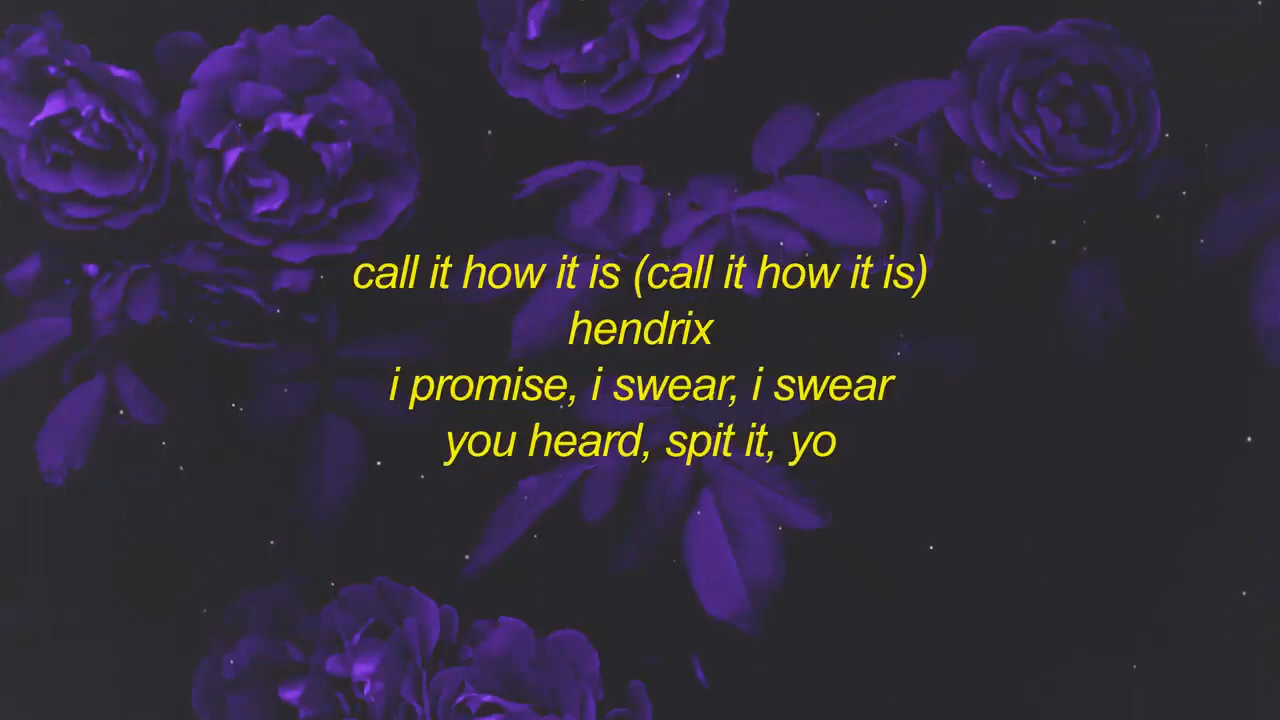 call it how it is (call it how it is)
hendrix
i promise, i swear, i swear
you heard, spit it, yo